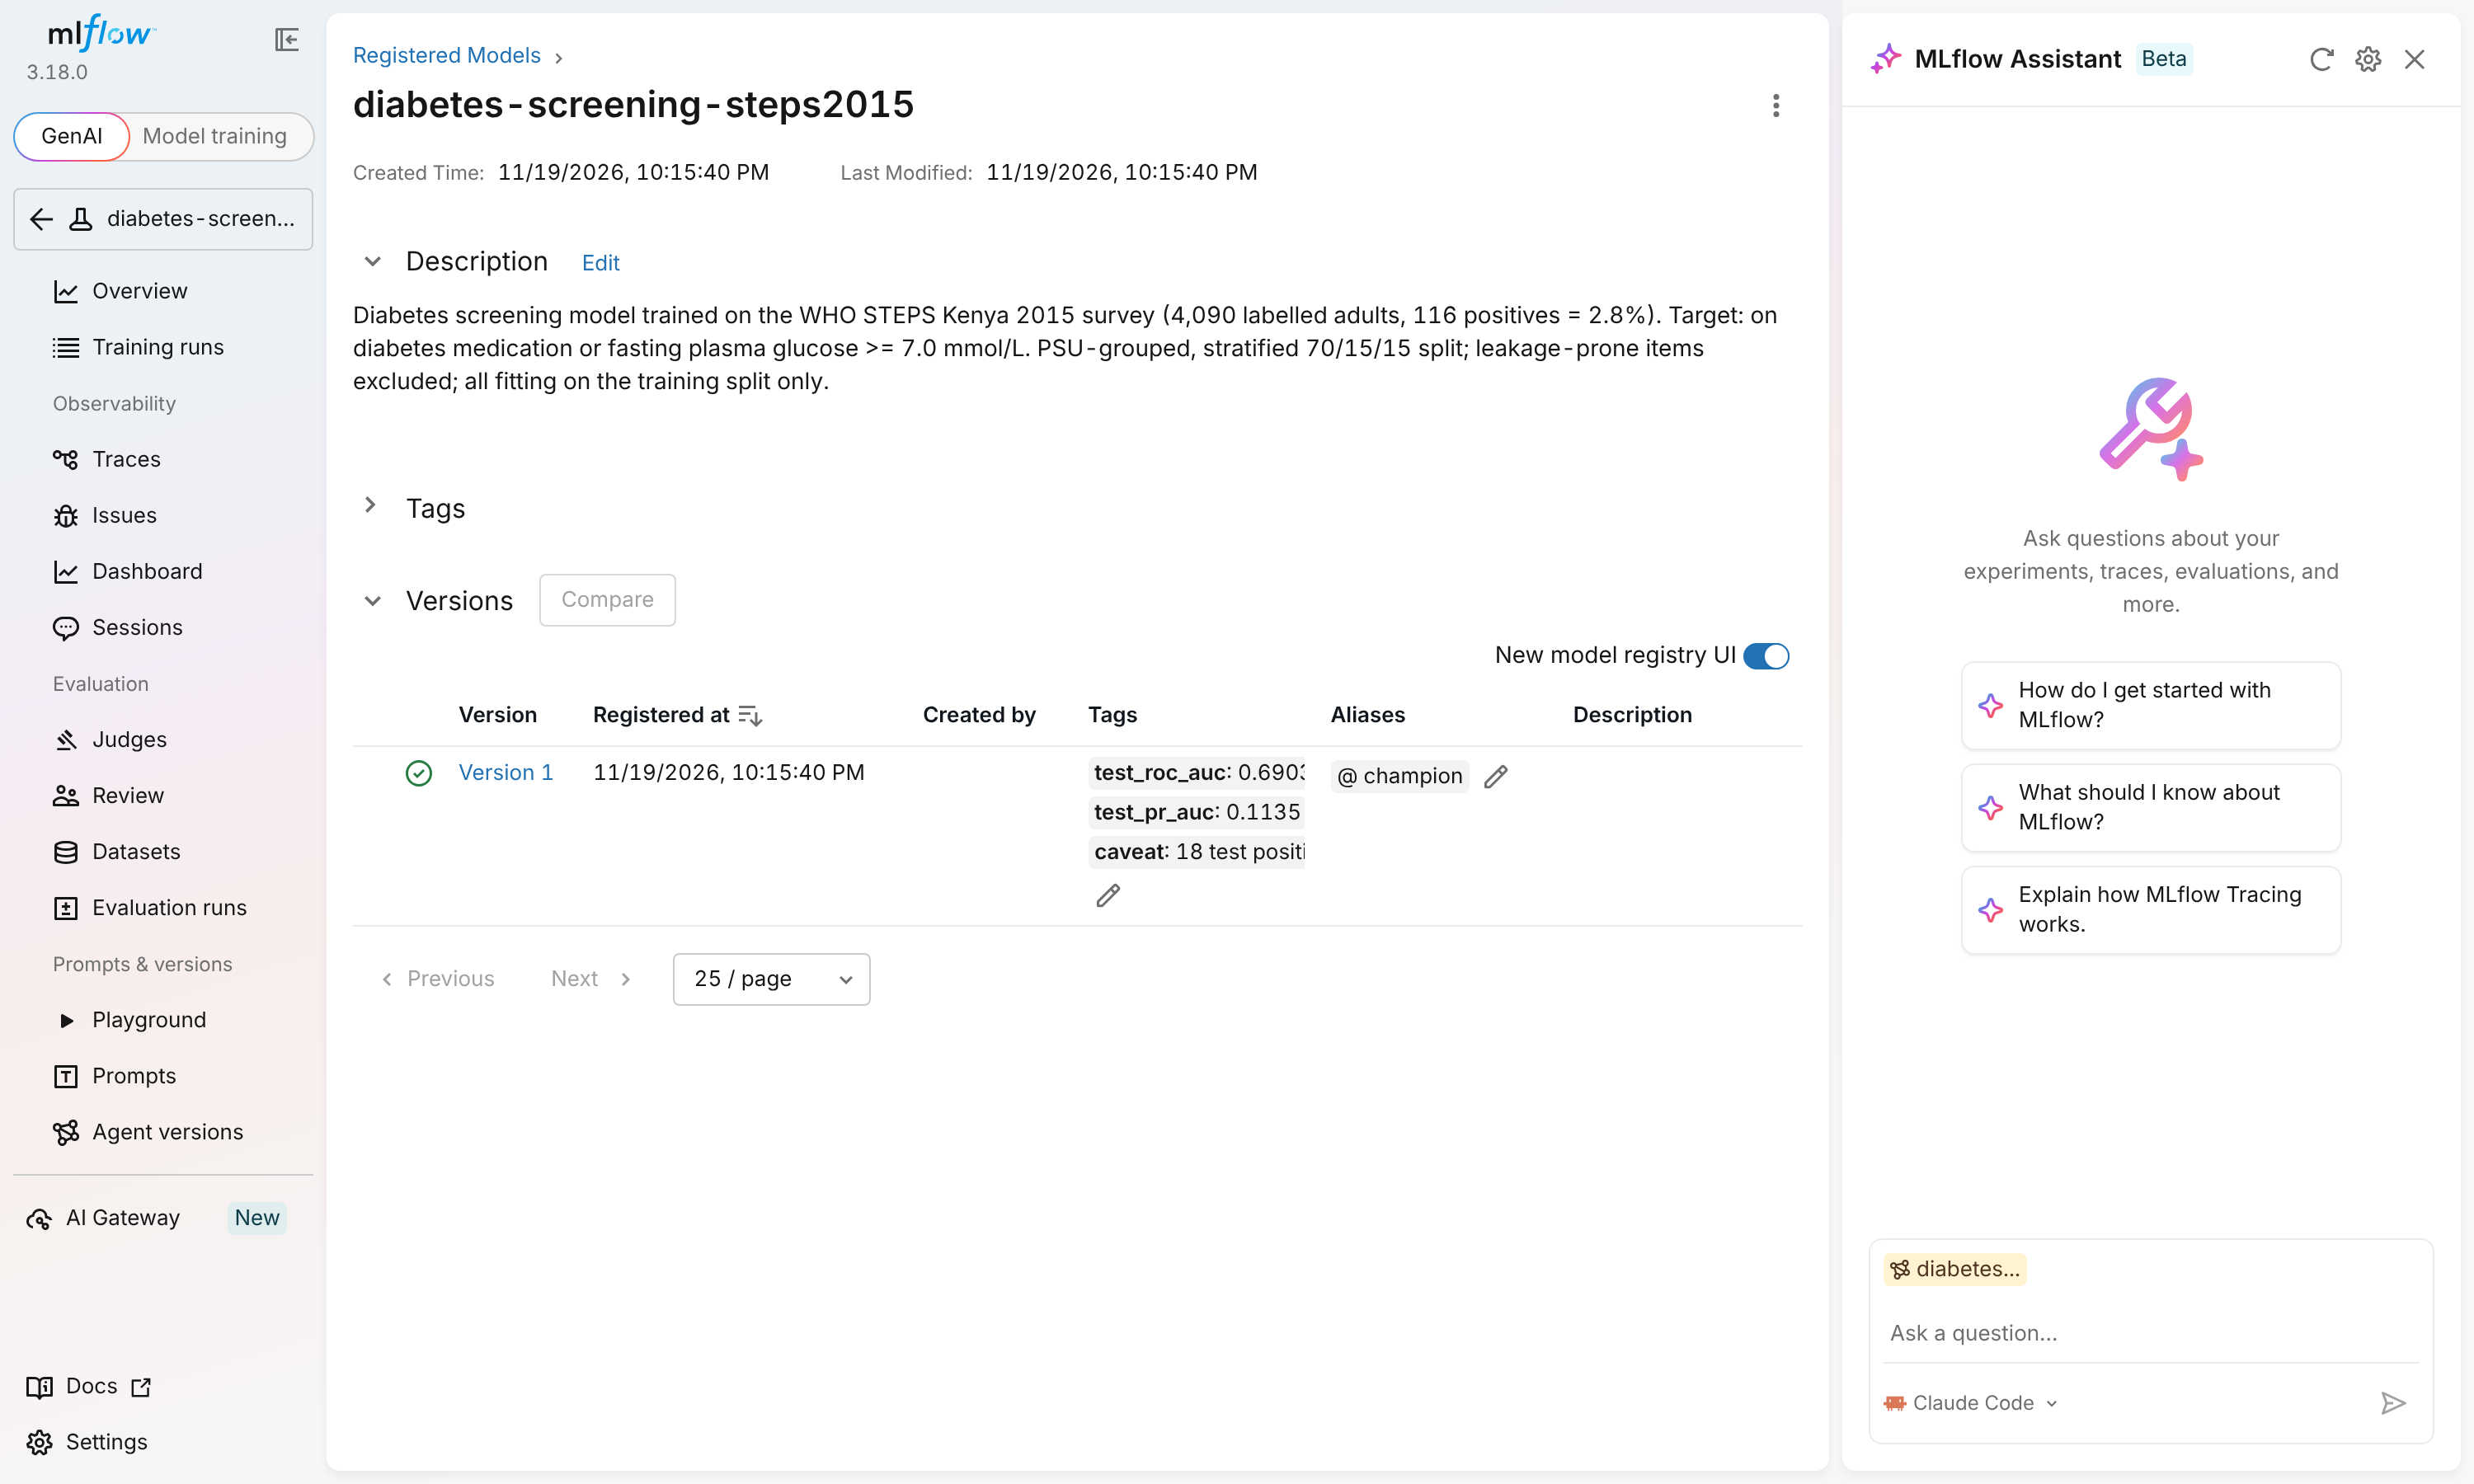 mlflow
3.18.0
GenAI
Model training
diabetes-screen...
Overview
Training runs
Observability
Traces
Issues
Dashboard
Sessions
Evaluation
Judges
Review
Datasets
Evaluation runs
Prompts & versions
Playground
Prompts
Agent versions
AI Gateway
New
Docs
Settings
Registered Models
diabetes-screening-steps2015
Created Time: 11/19/2026, 10:15:40 PM
Last Modified: 11/19/2026, 10:15:40 PM
Description
Edit
Diabetes screening model trained on the WHO STEPS Kenya 2015 survey (4,090 labelled adults, 116 positives = 2.8%). Target: on
diabetes medication or fasting plasma glucose >= 7.0 mmol/L. PSU-grouped, stratified 70/15/15 split; leakage-prone items
excluded; all fitting on the training split only.
Tags
Versions
Compare
New model registry UI
Version Registered at Created by Tags Aliases Description
Version 1 11/19/2026, 10:15:40 PM
test_roc_auc: 0.6903
test_pr_auc: 0.1135
caveat: 18 test positi
@ champion
Previous
Next
25 / page
MLflow Assistant
Beta
Ask questions about your
experiments, traces, evaluations, and
more.
How do I get started with
MLflow?
What should I know about
MLflow?
Explain how MLflow Tracing
works.
diabetes...
Ask a question...
Claude Code